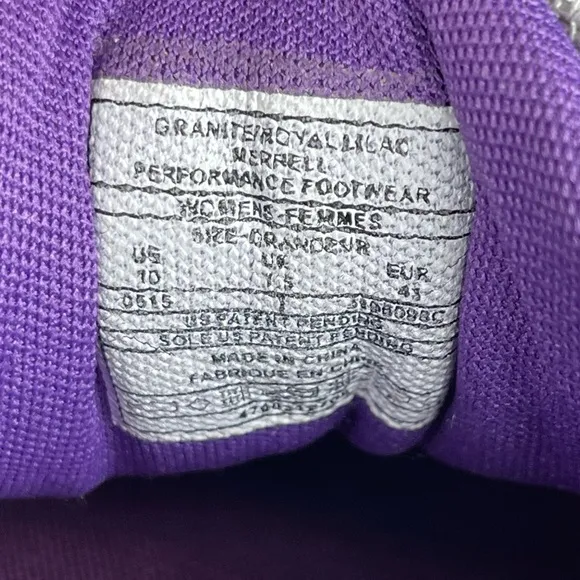 GRANITE/ROYAL LILAC
MERRELL
PERFORMANCE FOOTWEAR
WOMENS-FEMMES
SIZE-GRANDEUR
US UK EUR
10 7.5
0515
US PATENT PENDING
SOLE US PATENT PENDING
MADE IN CHINA
FABRIQUE EN CHINE